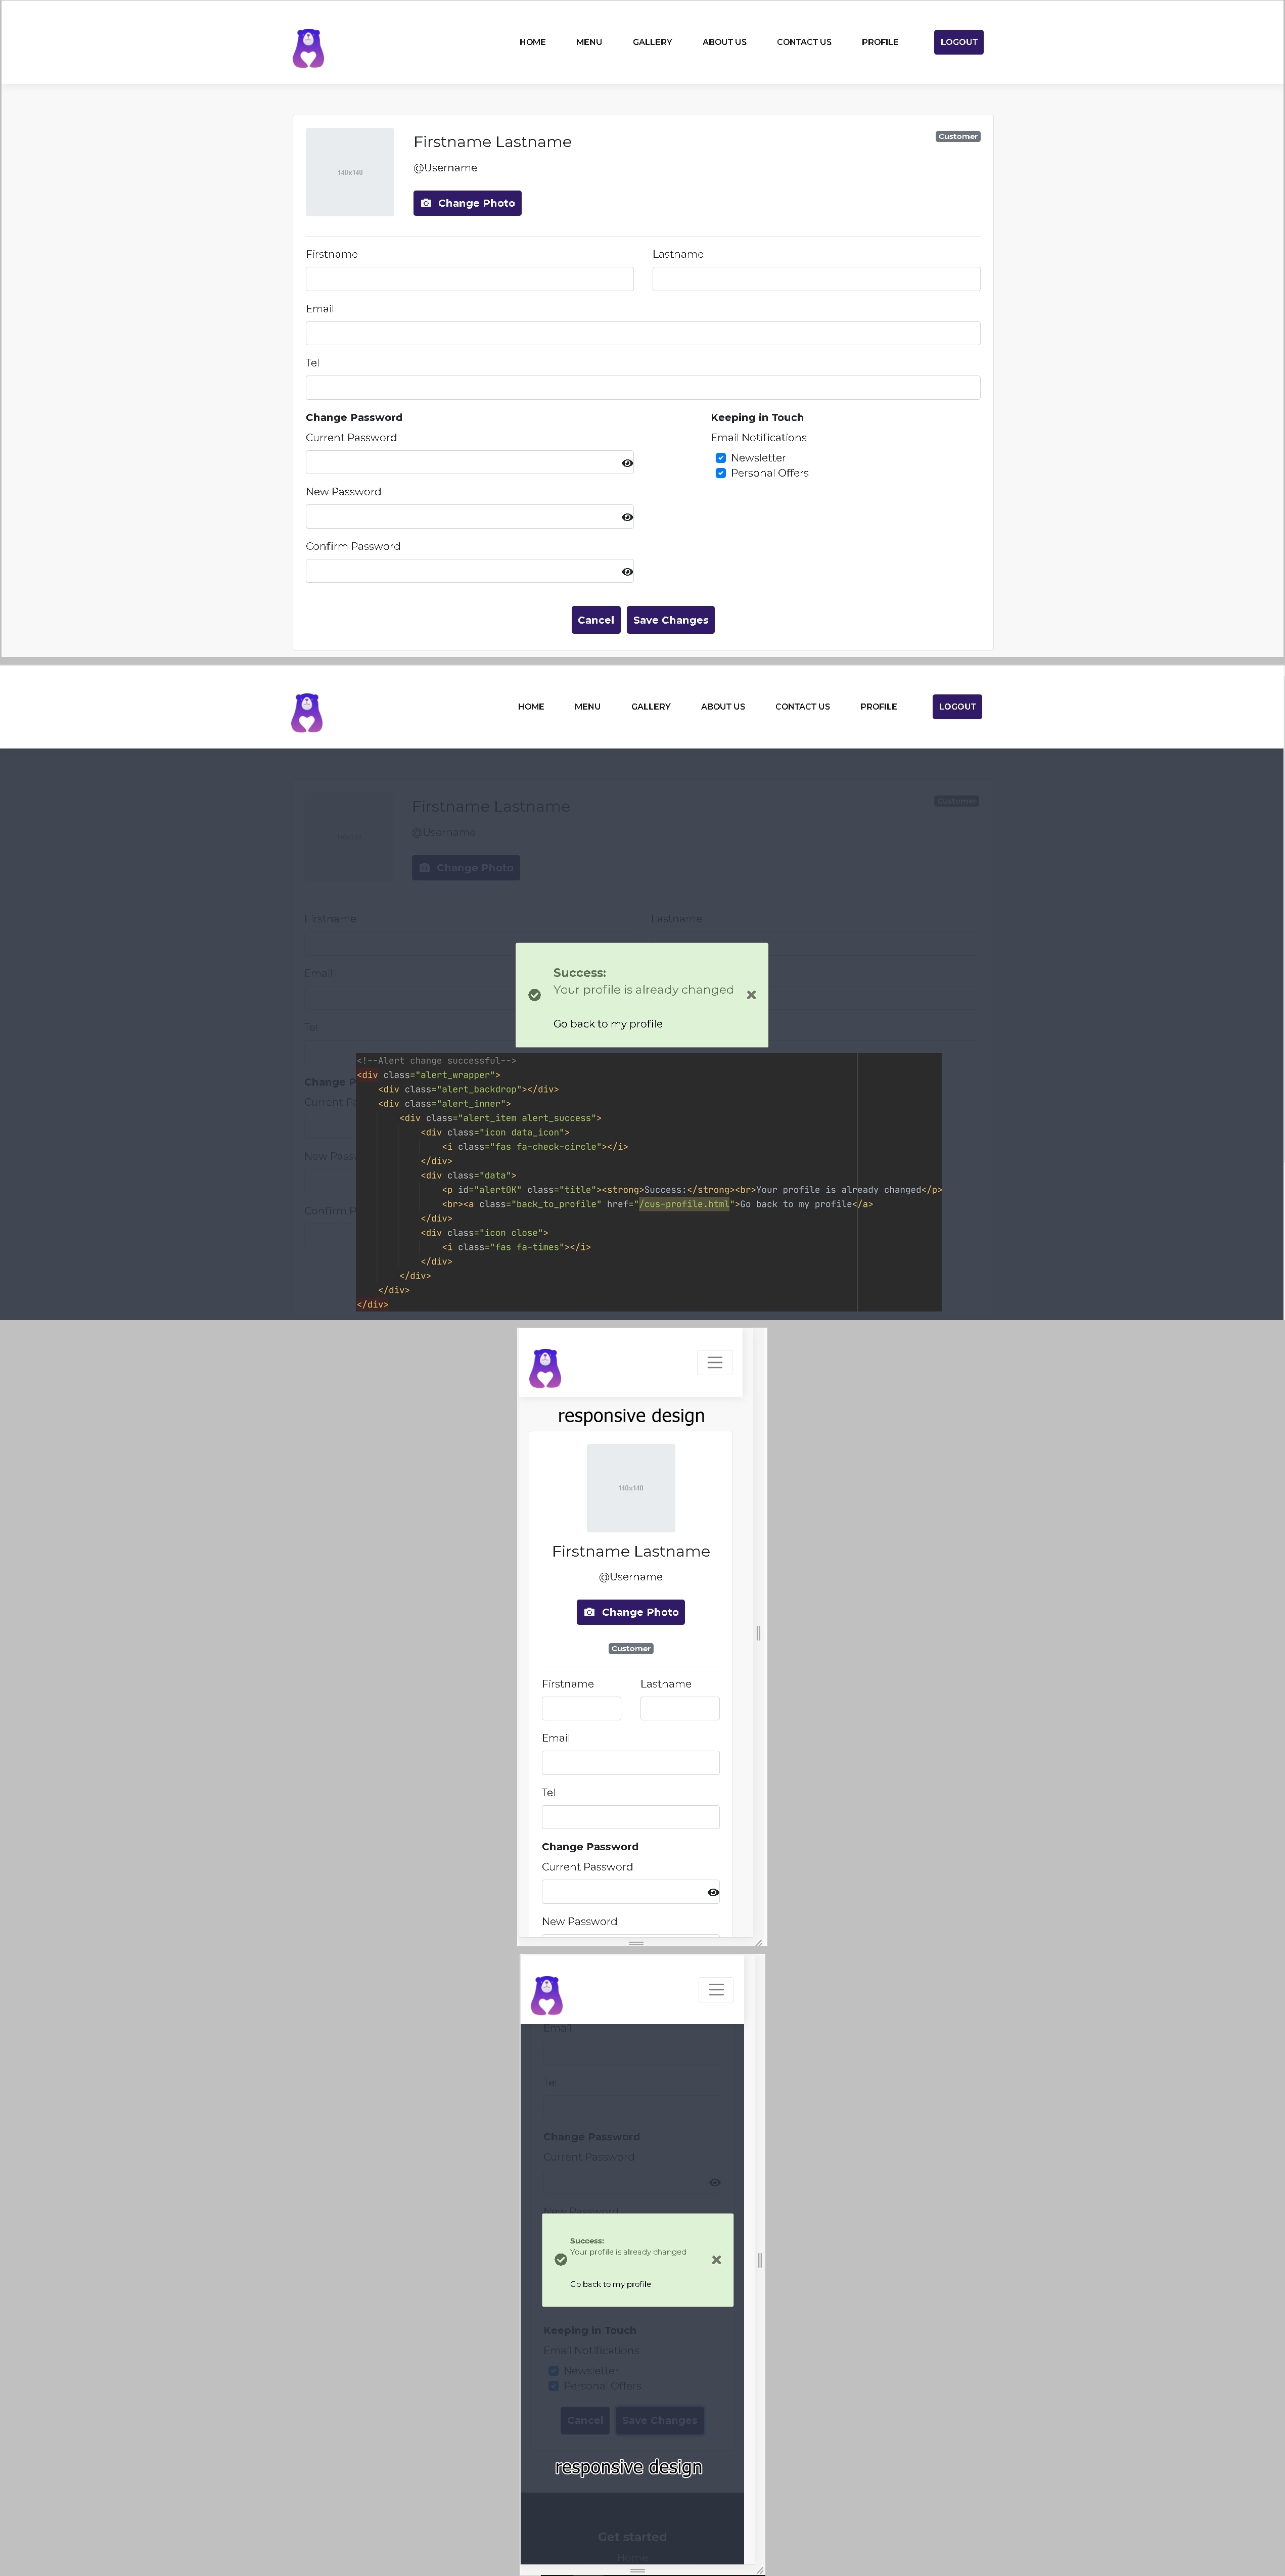 HOME MENU GALLERY ABOUT US CONTACT US PROFILE LOGOUT
140x140
Firstname Lastname
Customer
@Username
Change Photo
Firstname Lastname
Email
Tel
Change Password Keeping in Touch
Current Password Email Notifications
Newsletter
Personal Offers
New Password
Confirm Password
Cancel Save Changes
HOME MENU GALLERY ABOUT US CONTACT US PROFILE LOGOUT
Firstname Lastname
Customer
@Username
Change Photo
Firstname Lastname
Email
Success:
Your profile is already changed
Go back to my profile
Tel
<!--Alert change successful-->
<div class="alert_wrapper">
<div class="alert_backdrop"></div>
<div class="alert_inner">
<div class="alert_item alert_success">
<div class="icon data_icon">
<i class="fas fa-check-circle"></i>
</div>
<div class="data">
<p id="alertOK" class="title"><strong>Success:</strong><br>Your profile is already changed</p>
<br><a class="back_to_profile" href="/cus-profile.html">Go back to my profile</a>
</div>
<div class="icon close">
<i class="fas fa-times"></i>
</div>
</div>
</div>
</div>
Change P
Current Pa
New Pass
Confirm P
responsive design
140x140
Firstname Lastname
@Username
Change Photo
Customer
Firstname Lastname
Email
Tel
Change Password
Current Password
New Password
Email
Tel
Change Password
Current Password
New Password
Success:
Your profile is already changed
Go back to my profile
Keeping in Touch
Email Notifications
Newsletter
Personal Offers
Cancel Save Changes
responsive design
Get started
Home